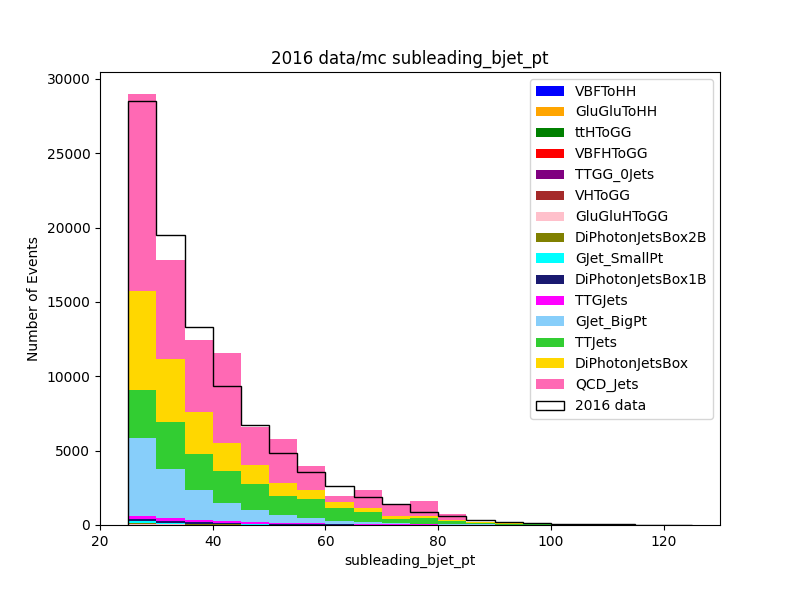 2016 data/mc subleading_bjet_pt
30000
25000
20000
15000
10000
5000
0
Number of Events
20
40
60
80
100
120
subleading_bjet_pt
VBFToHH
GluGluToHH
ttHToGG
VBFHToGG
TTGG_0Jets
VHToGG
GluGluHToGG
DiPhotonJetsBox2B
GJet_SmallPt
DiPhotonJetsBox1B
TTGJets
GJet_BigPt
TTJets
DiPhotonJetsBox
QCD_Jets
2016 data